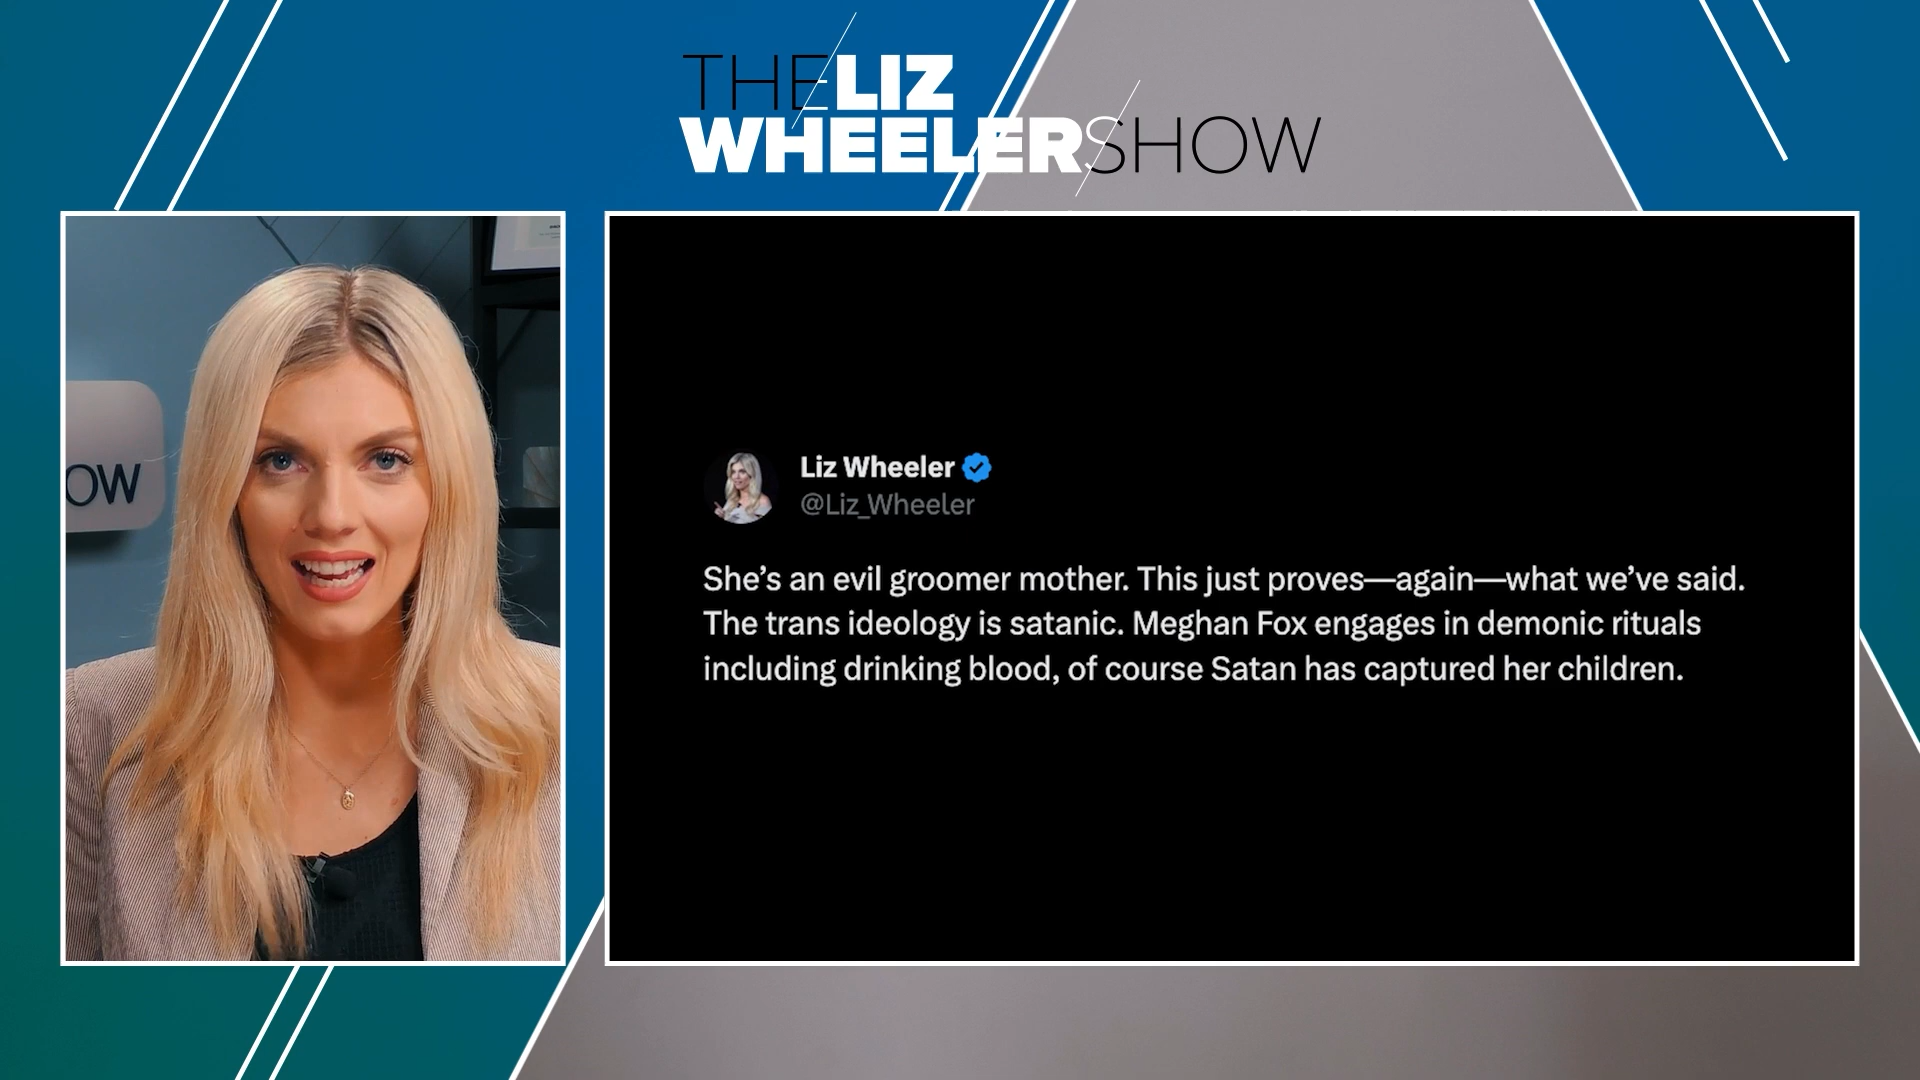 THE LIZ
WHEELER SHOW
OW
Liz Wheeler
@Liz_Wheeler
She’s an evil groomer mother. This just proves—again—what we’ve said.
The trans ideology is satanic. Meghan Fox engages in demonic rituals
including drinking blood, of course Satan has captured her children.